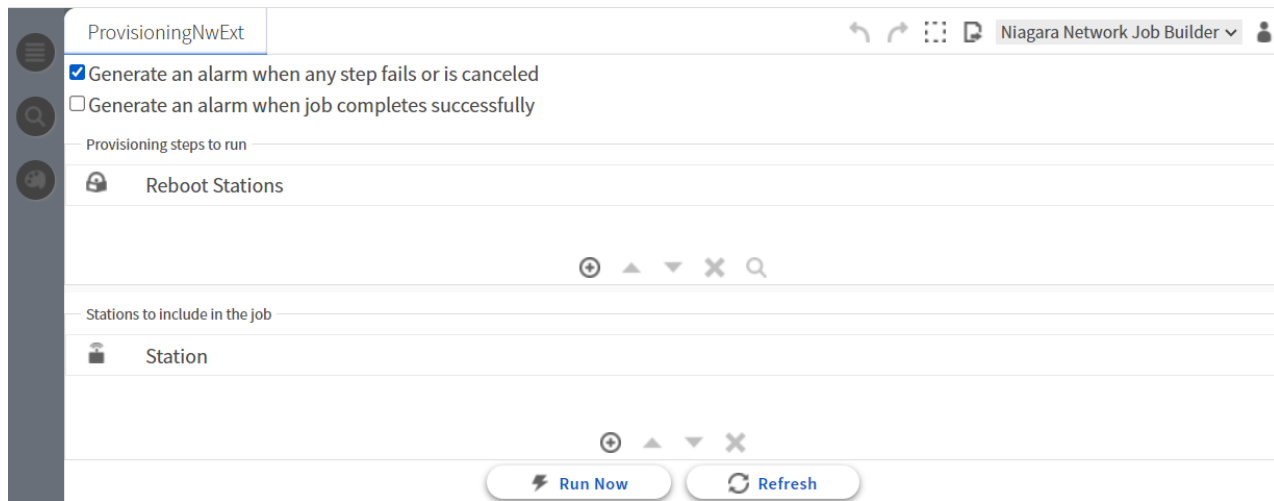 ProvisioningNwExt
Niagara Network Job Builder
Generate an alarm when any step fails or is canceled
Generate an alarm when job completes successfully
Provisioning steps to run
Reboot Stations
Stations to include in the job
Station
Run Now
Refresh